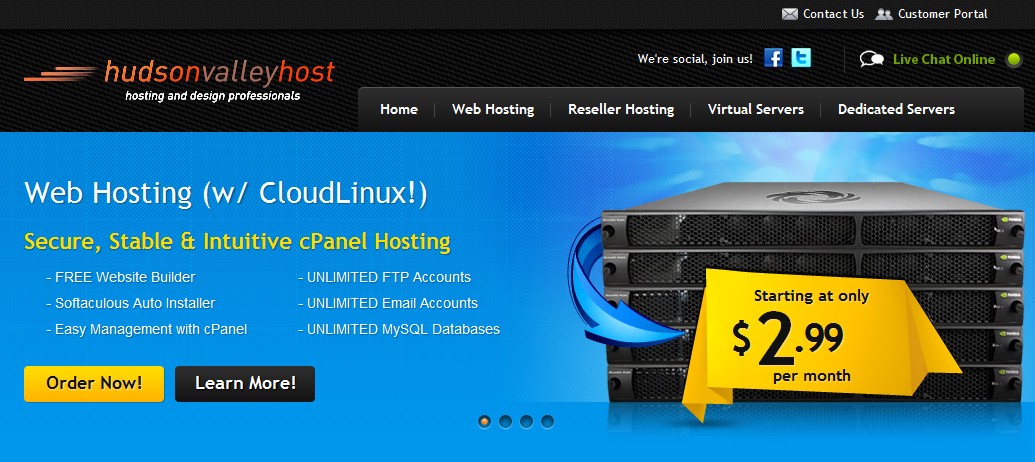 Contact Us
Customer Portal
We're social, join us!
Live Chat Online
hudsonvalleyhost
hosting and design professionals
Home
Web Hosting
Reseller Hosting
Virtual Servers
Dedicated Servers
Web Hosting (w/ CloudLinux!)
Secure, Stable & Intuitive cPanel Hosting
- FREE Website Builder
- UNLIMITED FTP Accounts
- Softaculous Auto Installer
- UNLIMITED Email Accounts
- Easy Management with cPanel
- UNLIMITED MySQL Databases
Starting at only
$2.99
per month
Order Now!
Learn More!